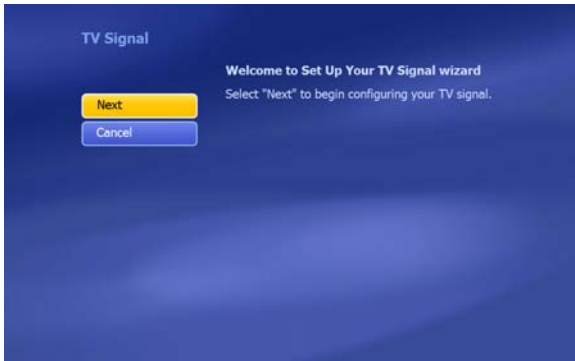 TV Signal
Welcome to Set Up Your TV Signal wizard
Select "Next" to begin configuring your TV signal.
Next
Cancel